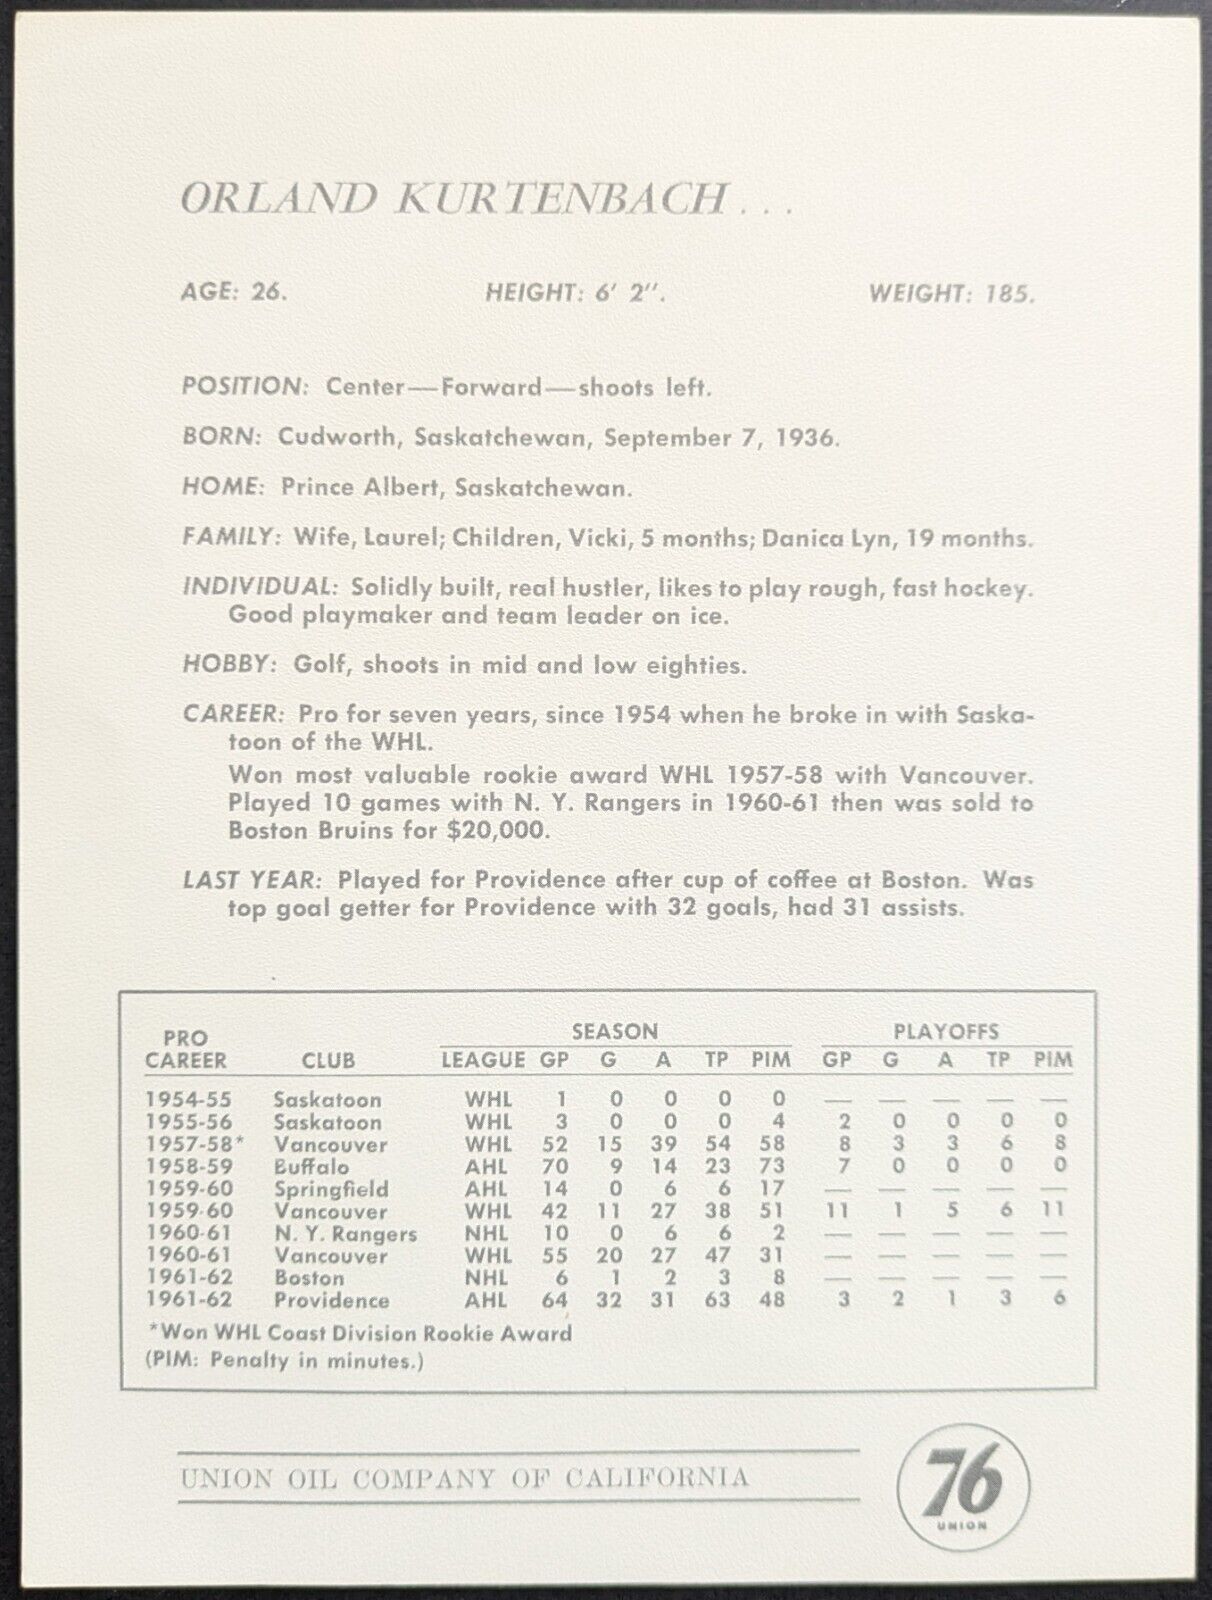 ORLAND KURTENBACH . . .
AGE: 26. HEIGHT: 6' 2". WEIGHT: 185.
POSITION: Center—Forward—shoots left.
BORN: Cudworth, Saskatchewan, September 7, 1936.
HOME: Prince Albert, Saskatchewan.
FAMILY: Wife, Laurel; Children, Vicki, 5 months; Danica Lyn, 19 months.
INDIVIDUAL: Solidly built, real hustler, likes to play rough, fast hockey.
Good playmaker and team leader on ice.
HOBBY: Golf, shoots in mid and low eighties.
CAREER: Pro for seven years, since 1954 when he broke in with Saska-
toon of the WHL.
Won most valuable rookie award WHL 1957-58 with Vancouver.
Played 10 games with N. Y. Rangers in 1960-61 then was sold to
Boston Bruins for $20,000.
LAST YEAR: Played for Providence after cup of coffee at Boston. Was
top goal getter for Providence with 32 goals, had 31 assists.
SEASON PLAYOFFS
PRO
CAREER CLUB LEAGUE GP G A TP PIM GP G A TP PIM
1954-55 Saskatoon WHL 1 0 0 0 0 — — — — —
1955-56 Saskatoon WHL 3 0 0 0 4 2 0 0 0 0
1957-58* Vancouver WHL 52 15 39 54 58 8 3 3 6 8
1958-59 Buffalo AHL 70 9 14 23 73 7 0 0 0 0
1959-60 Springfield AHL 14 0 6 6 17 — — — — —
1959-60 Vancouver WHL 42 11 27 38 51 11 1 5 6 11
1960-61 N. Y. Rangers NHL 10 0 6 6 2 — — — — —
1960-61 Vancouver WHL 55 20 27 47 31 — — — — —
1961-62 Boston NHL 6 1 2 3 8 — — — — —
1961-62 Providence AHL 64 32 31 63 48 3 2 1 3 6
*Won WHL Coast Division Rookie Award
(PIM: Penalty in minutes.)
UNION OIL COMPANY OF CALIFORNIA
76
UNION